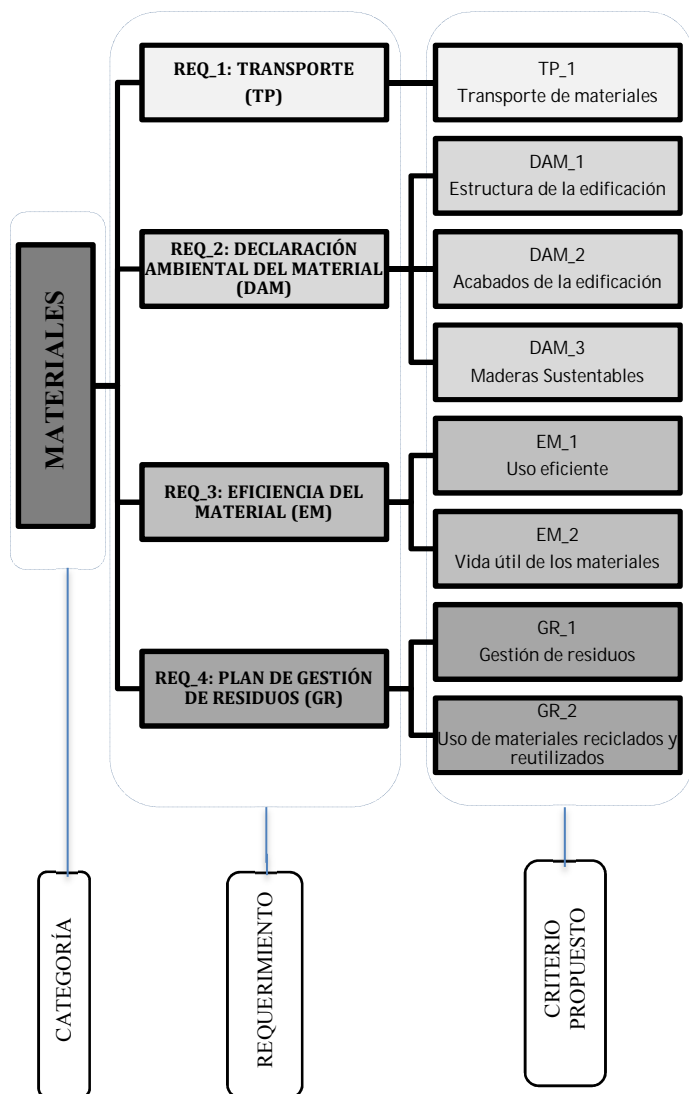 MATERIALES
REQ_1: TRANSPORTE
(TP)
TP_1
Transporte de materiales
REQ_2: DECLARACIÓN
AMBIENTAL DEL MATERIAL
(DAM)
DAM_1
Estructura de la edificación
DAM_2
Acabados de la edificación
DAM_3
Maderas Sustentables
REQ_3: EFICIENCIA DEL
MATERIAL (EM)
EM_1
Uso eficiente
EM_2
Vida útil de los materiales
REQ_4: PLAN DE GESTIÓN
DE RESIDUOS (GR)
GR_1
Gestión de residuos
GR_2
Uso de materiales reciclados y
reutilizados
CATEGORÍA
REQUERIMIENTO
CRITERIO
PROPUESTO